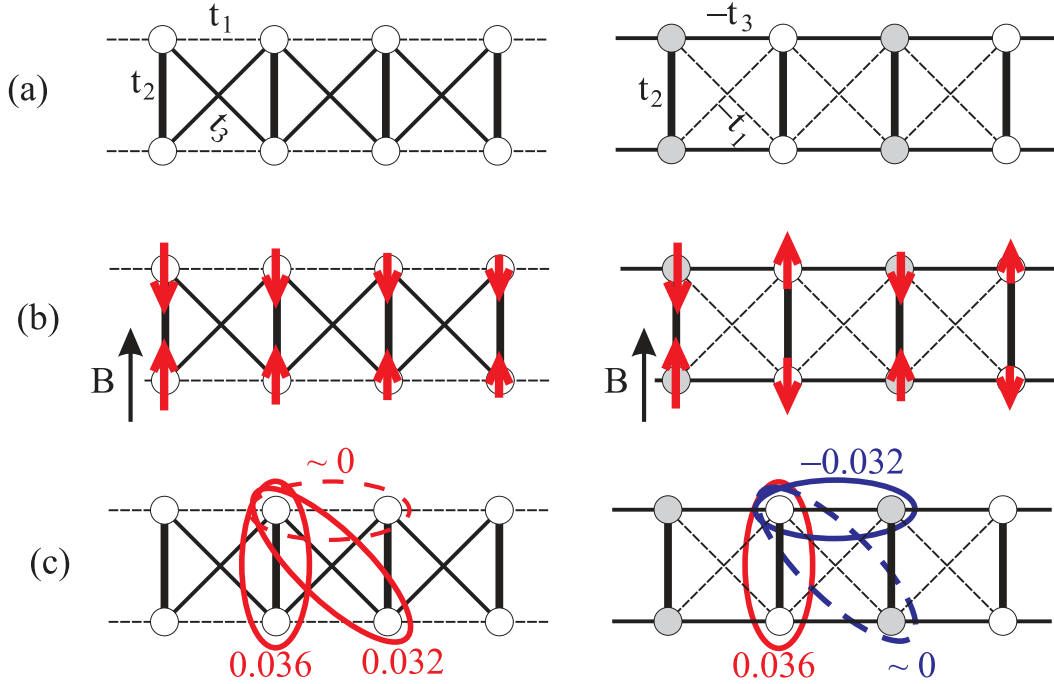 t₁ −t₃
(a) t₂ t₃ t₂ −t₁
(b) B B
~ 0 −0.032
(c)
0.036 0.032 0.036 ~ 0